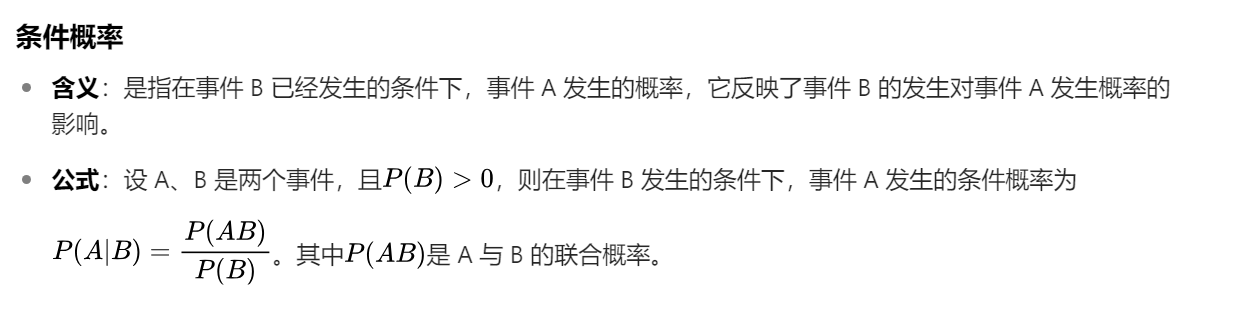 条件概率
• 含义：是指在事件 B 已经发生的条件下，事件 A 发生的概率，它反映了事件 B 的发生对事件 A 发生概率的
影响。
• 公式：设 A、B 是两个事件，且P(B) > 0，则在事件 B 发生的条件下，事件 A 发生的条件概率为
P(A|B) = \frac{P(AB)}{P(B)}。其中P(AB)是 A 与 B 的联合概率。